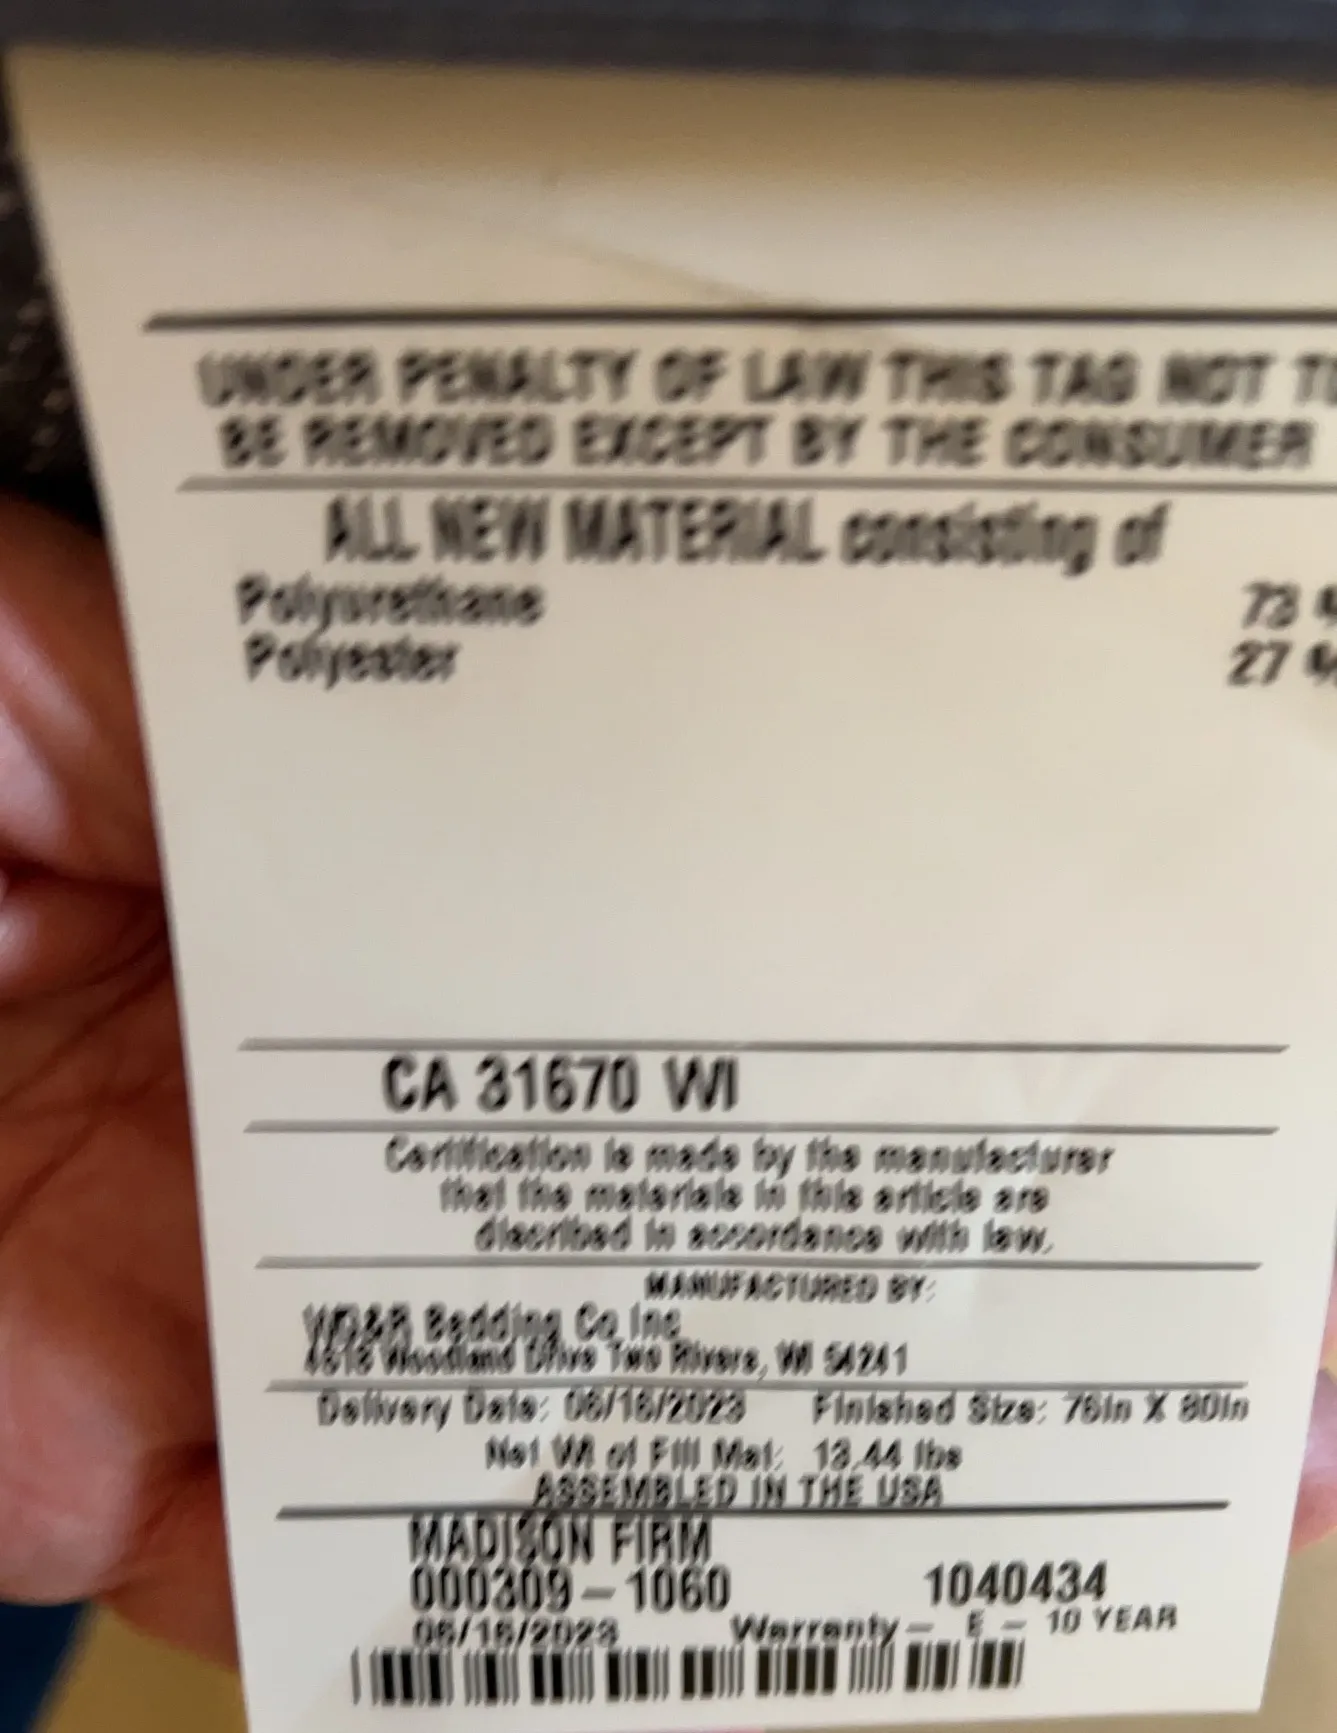 UNDER PENALTY OF LAW THIS TAG NOT TO
BE REMOVED EXCEPT BY THE CONSUMER
ALL NEW MATERIAL consisting of
Polyurethane 73 %
Polyester 27 %
CA 31670 WI
Certification is made by the manufacturer
that the materials in this article are
discribed in accordance with law.
MANUFACTURED BY:
Bedding Co Inc
Woodland Drive Two Rivers, WI 54241
Delivery Date: 06/16/2023 Finished Size: 76in X 80in
Net Wt of Fill Mat: 13.44 lbs
ASSEMBLED IN THE USA
MADISON FIRM
000309-1060 1040434
06/16/2023 Warranty - E - 10 YEAR